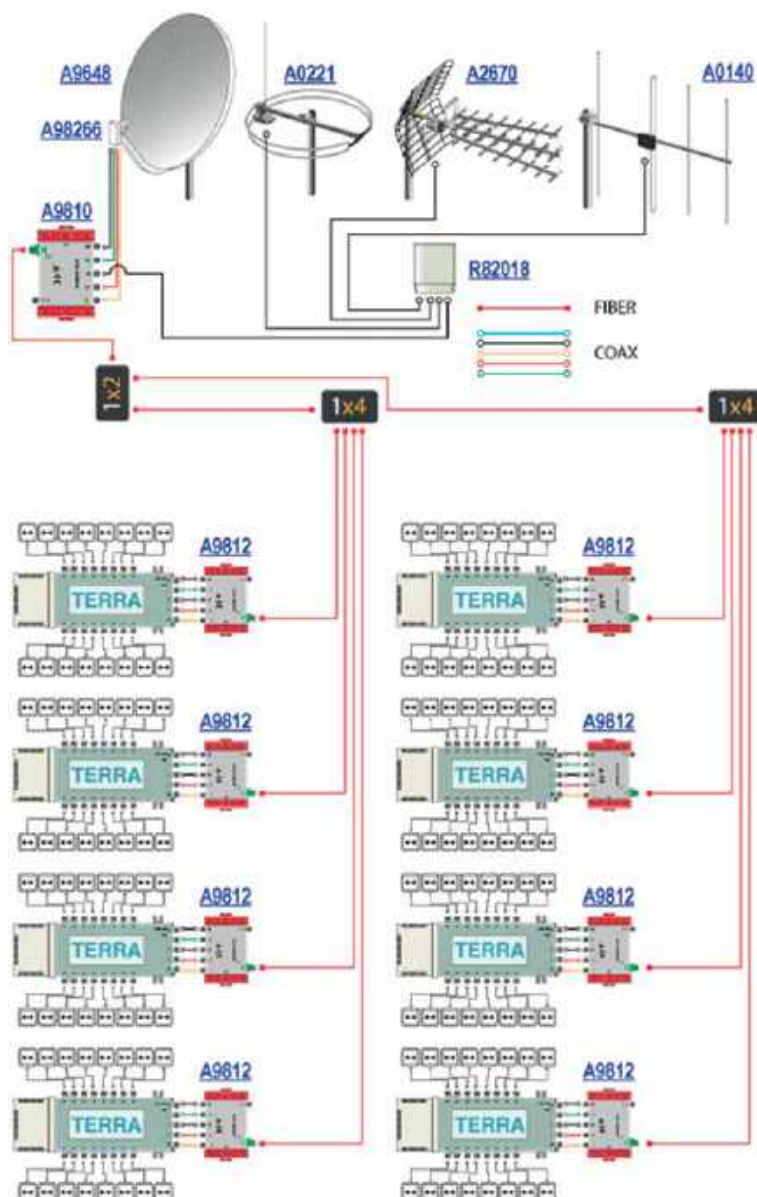 A9648
A0221
A2670
A0140
A98266
A9810
R82018
FIBER
COAX
1x2
1x4
1x4
A9812
A9812
TERRA
TERRA
A9812
A9812
TERRA
TERRA
A9812
A9812
TERRA
TERRA
A9812
A9812
TERRA
TERRA